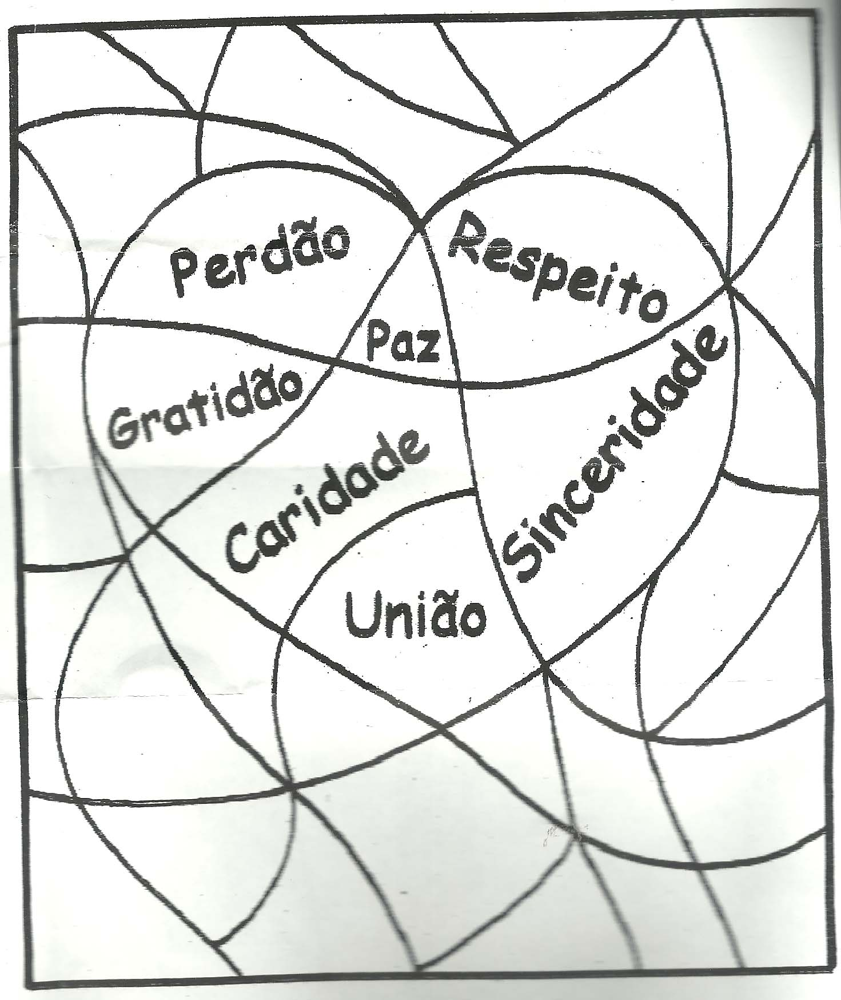 Perdão
Respeito
Paz
Gratidão
Caridade
Sinceridade
União